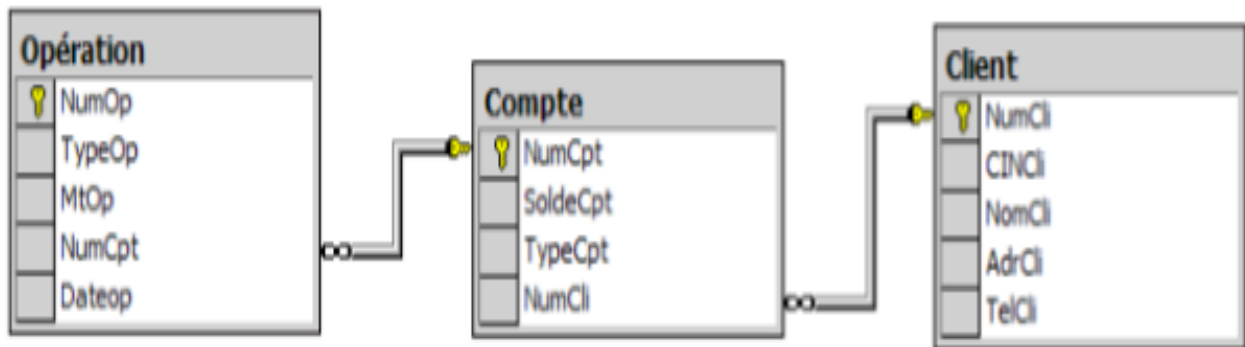 Opération
NumOp
TypeOp
MtOp
NumCpt
Dateop
Compte
NumCpt
SoldeCpt
TypeCpt
NumCli
Client
NumCli
CINCli
NomCli
AdrCli
TelCli